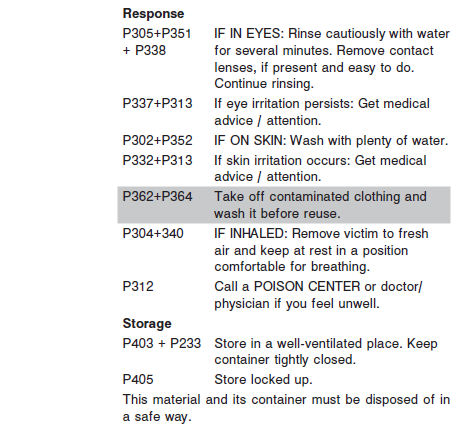 Response
P305+P351 IF IN EYES: Rinse cautiously with water
+ P338 for several minutes. Remove contact
lenses, if present and easy to do.
Continue rinsing.
P337+P313 If eye irritation persists: Get medical
advice / attention.
P302+P352 IF ON SKIN: Wash with plenty of water.
P332+P313 If skin irritation occurs: Get medical
advice / attention.
P362+P364 Take off contaminated clothing and
wash it before reuse.
P304+340 IF INHALED: Remove victim to fresh
air and keep at rest in a position
comfortable for breathing.
P312 Call a POISON CENTER or doctor/
physician if you feel unwell.
Storage
P403 + P233 Store in a well-ventilated place. Keep
container tightly closed.
P405 Store locked up.
This material and its container must be disposed of in
a safe way.